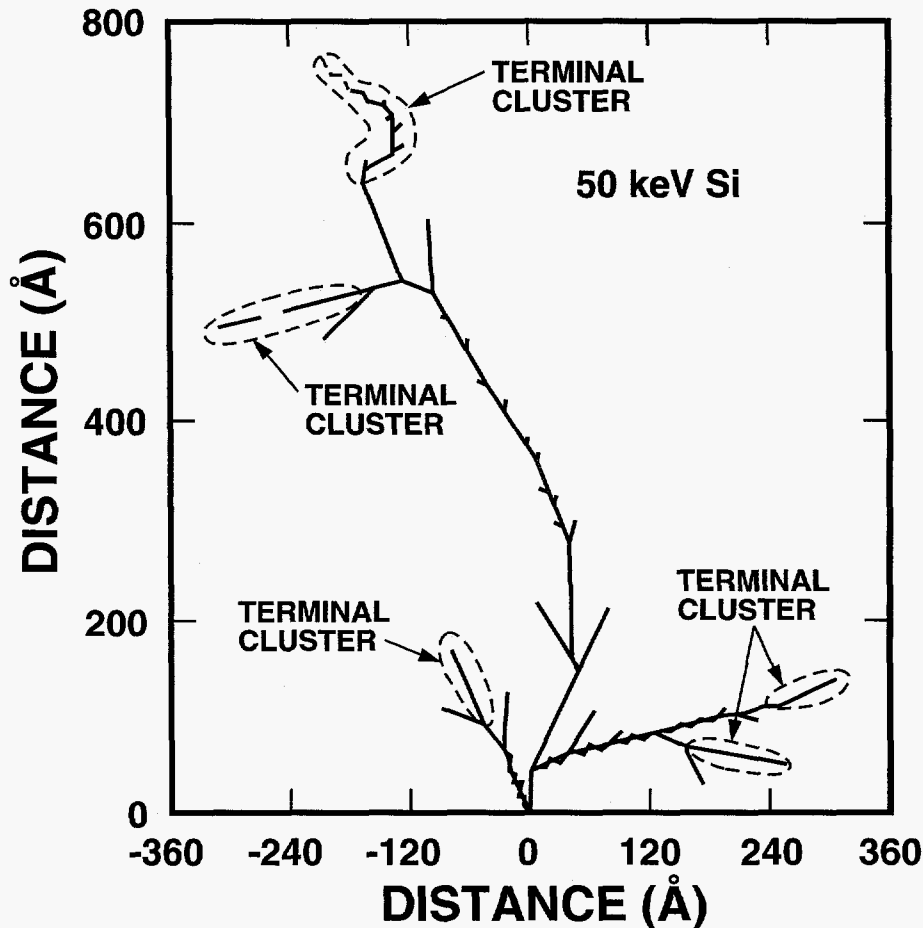 800
TERMINAL
CLUSTER
50 keV Si
600
TERMINAL
CLUSTER
400
TERMINAL
CLUSTER
TERMINAL
CLUSTER
200
0
DISTANCE (Å)
-360 -240 -120 0 120 240 360
DISTANCE (Å)